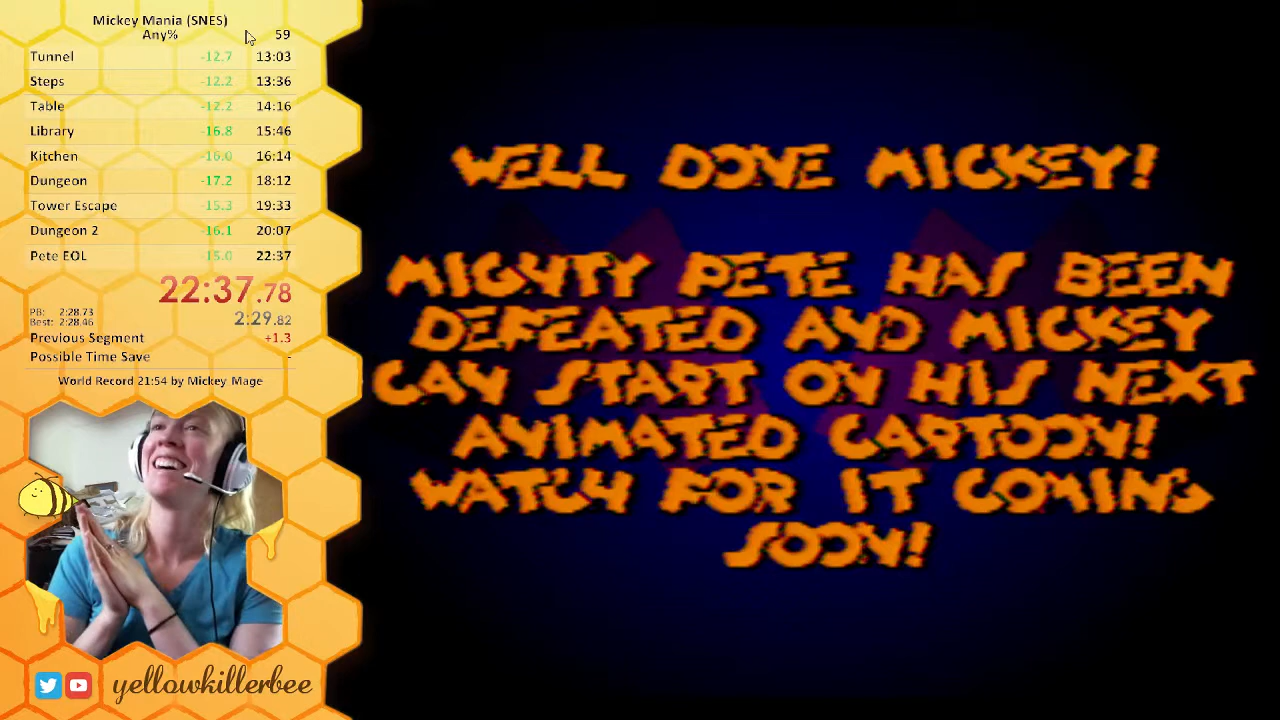 Mickey Mania (SNES)
Any% 59
Tunnel -12.7 13:03
Steps -12.2 13:36
Table -12.2 14:16
Library -16.8 15:46
Kitchen -16.0 16:14
Dungeon -17.2 18:12
Tower Escape -15.3 19:33
Dungeon 2 -16.1 20:07
Pete EOL -15.0 22:37
22:37.78
PB: 2:28.73
Best: 2:28.46
2:29.82
Previous Segment +1.3
Possible Time Save -
World Record 21:54 by Mickey Mage
yellowkillerbee
WELL DONE MICKEY!
MIGHTY PETE HAS BEEN
DEFEATED AND MICKEY
CAN START ON HIS NEXT
ANIMATED CARTOON!
WATCH FOR IT COMING
SOON!